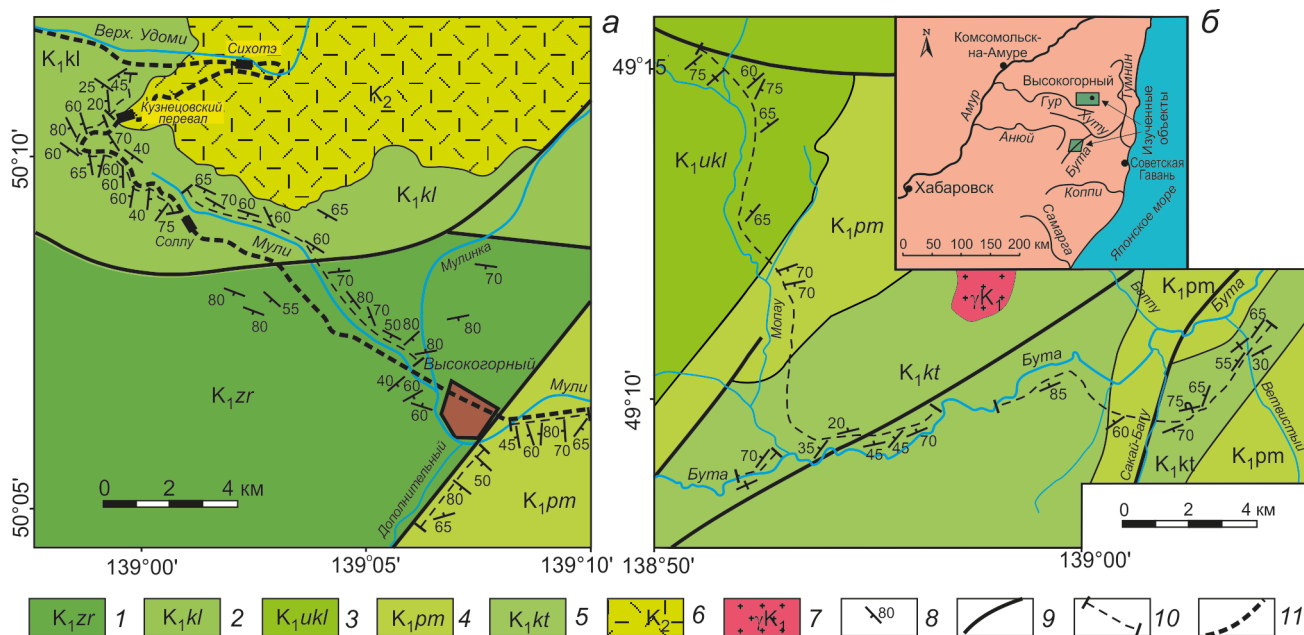 а
Верх. Удоми
Сихотэ
K₁kl
25
45
60
20
Кузнецовский
перевал
K₂
80
70
60
40
65
60
60
60
65
70
60
60
65
K₁kl
40
75
Соллу
60
Мули
Мулинка
70
70
80
55
80
80
70
50
80
80
80
Высокогорный
Мули
K₁zr
40
60
60
45
60
80
70
65
Дополнительный
50
80
65
K₁pm
0 2 4 км
50°10'
50°05'
139°00'
139°05'
139°10'
б
49°15'
75
60
75
65
K₁ukl
65
K₁pm
70
70
Мопау
N
Комсомольск-
на-Амуре
Высокогорный
Тумнин
Амур
Гур
Хуту
Анюй
Бута
Изученные
объекты
Советская
Гавань
Хабаровск
Коппи
Самарга
Японское море
0 50 100 150 200 км
γK₁
K₁pm
Бута
65
K₁kt
Бута
55
30
49°10'
85
65
75
70
Ветвистый
20
35
45
45
70
60
Сакай-Бапу
70
Бута
K₁kt
K₁pm
0 2 4 км
138°50'
139°00'
K₁zr 1
K₁kl 2
K₁ukl 3
K₁pm 4
K₁kt 5
K₂ 6
γK₁ 7
80 8
9
10
11